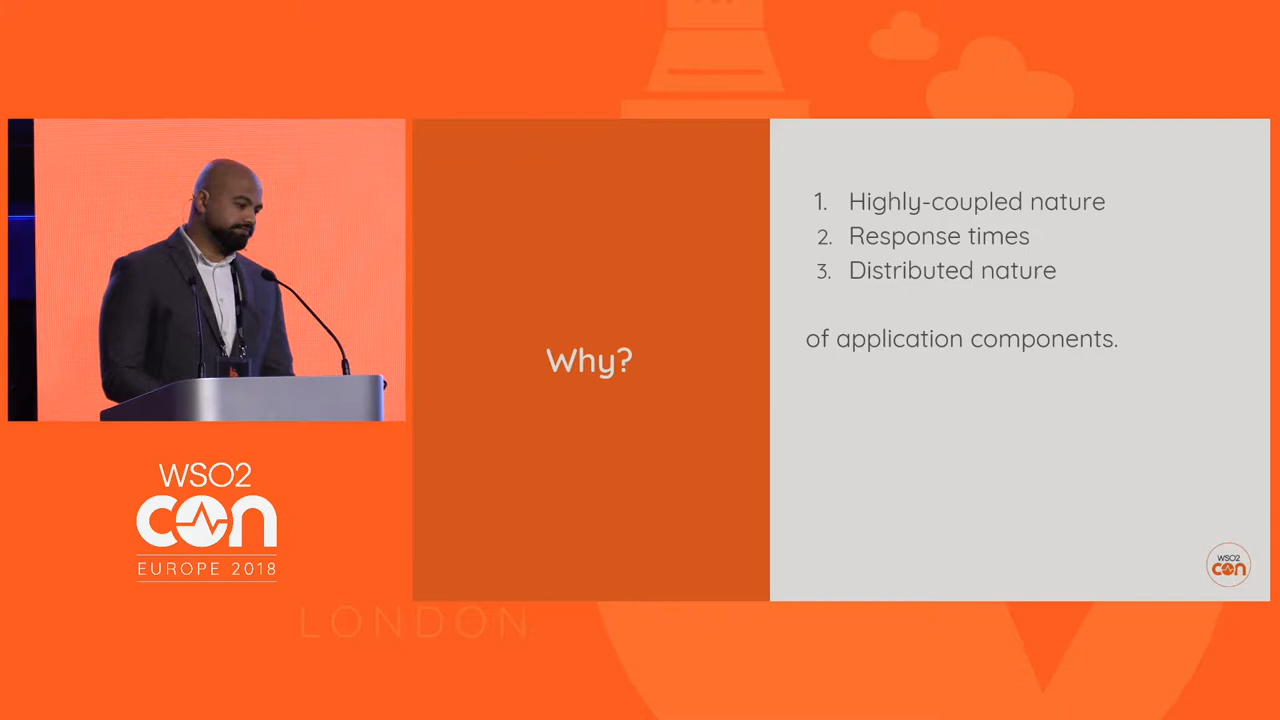 WSO2
con
EUROPE 2018
LONDON
Why?
1. Highly-coupled nature
2. Response times
3. Distributed nature
of application components.
WSO2
con